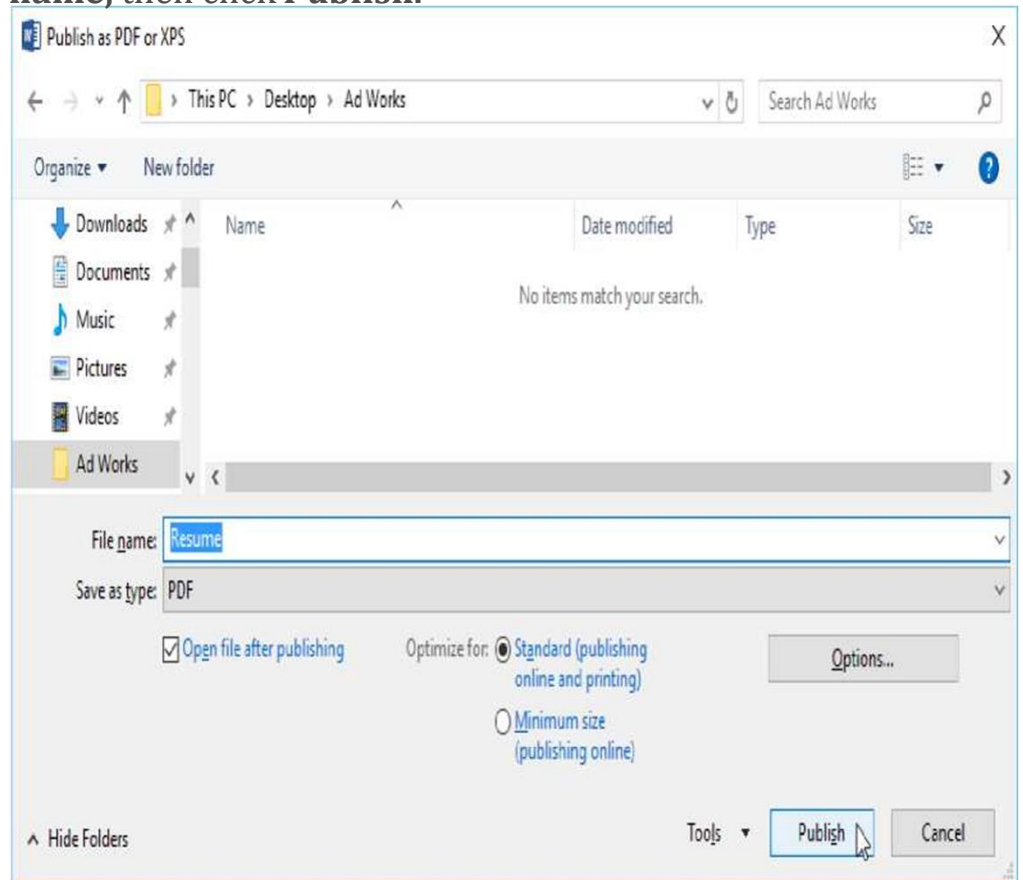 name, then click Publish.
Publish as PDF or XPS
This PC > Desktop > Ad Works
Search Ad Works
Organize
New folder
Name
Date modified
Type
Size
Downloads
Documents
No items match your search.
Music
Pictures
Videos
Ad Works
File name: Resume
Save as type: PDF
Open file after publishing
Optimize for: Standard (publishing
online and printing)
Options...
Minimum size
(publishing online)
Hide Folders
Tools
Publish
Cancel